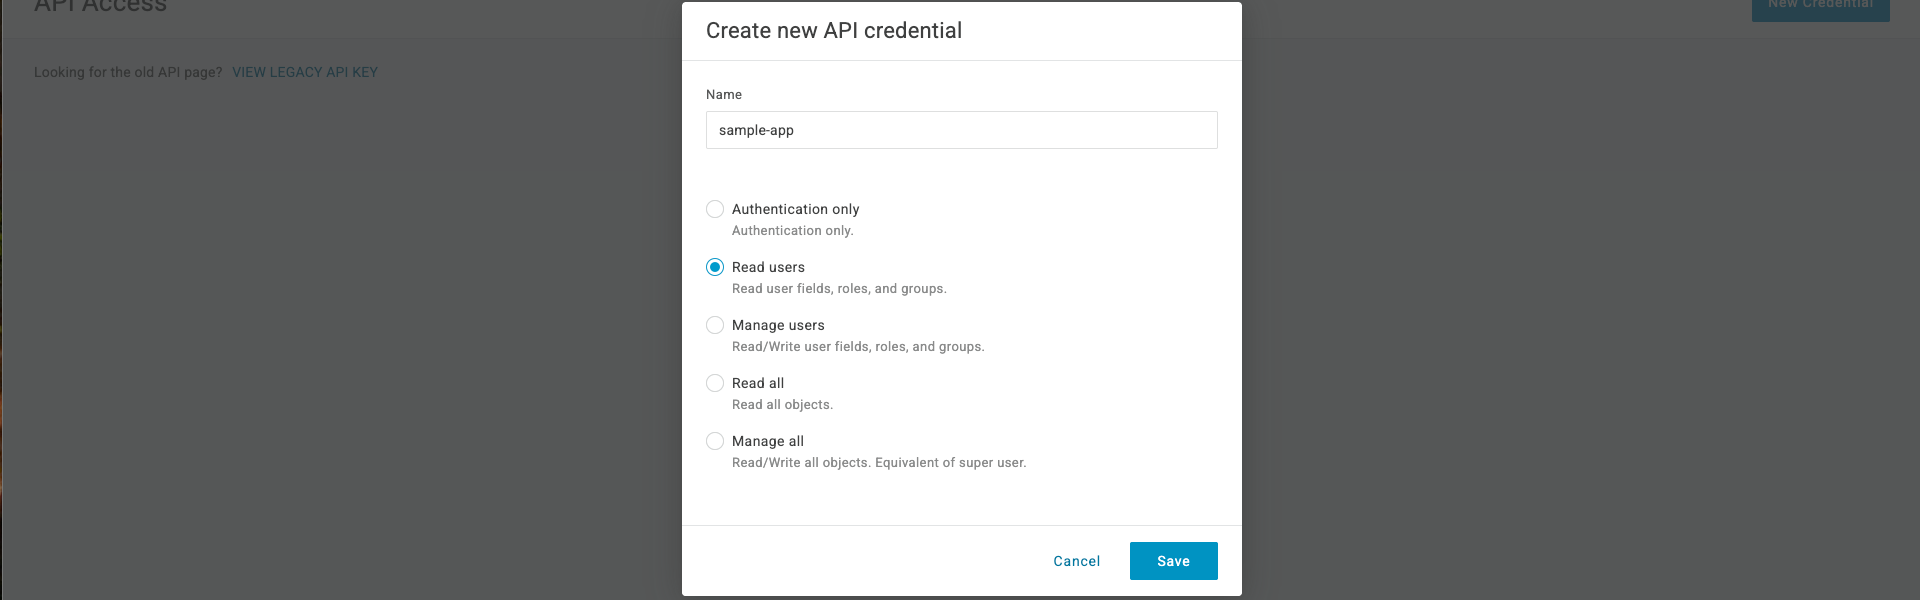 API Access
New Credential
Looking for the old API page? VIEW LEGACY API KEY
Create new API credential
Name
sample-app
Authentication only
Authentication only.
Read users
Read user fields, roles, and groups.
Manage users
Read/Write user fields, roles, and groups.
Read all
Read all objects.
Manage all
Read/Write all objects. Equivalent of super user.
Cancel
Save